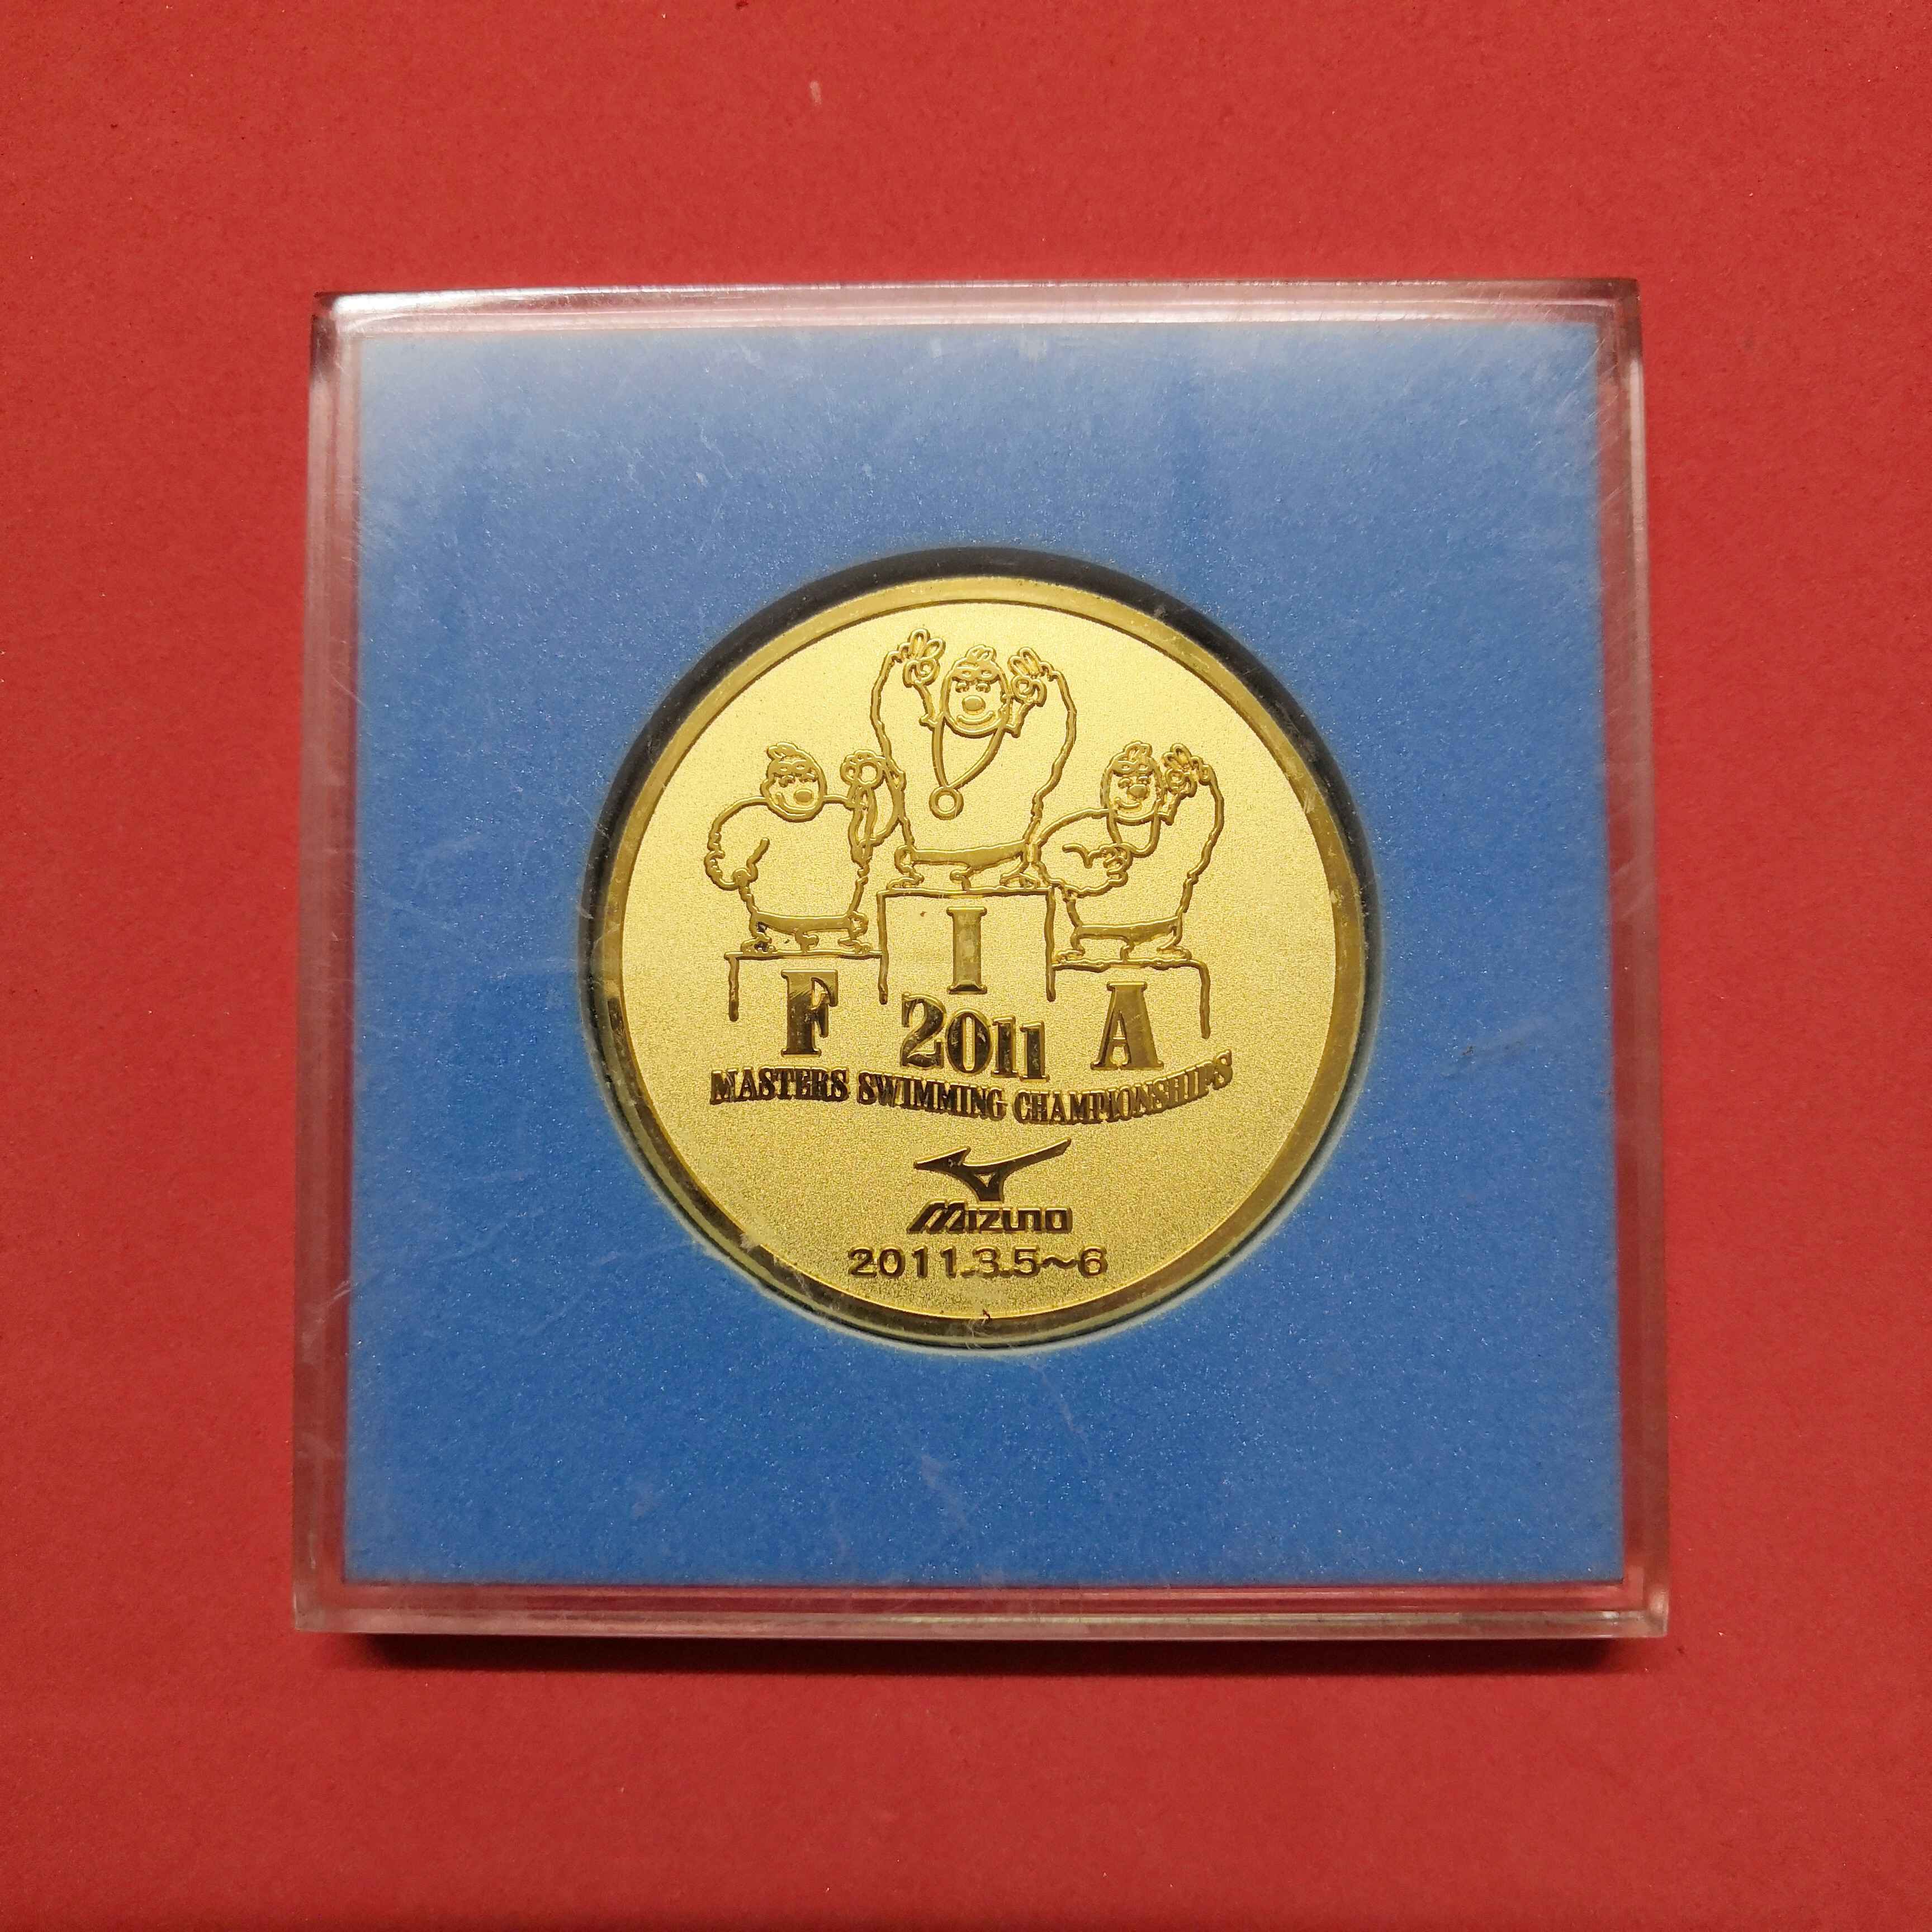 I
F 2011 A
MASTERS SWIMMING CHAMPIONSHIPS
MIZUNO
2011.3.5~6